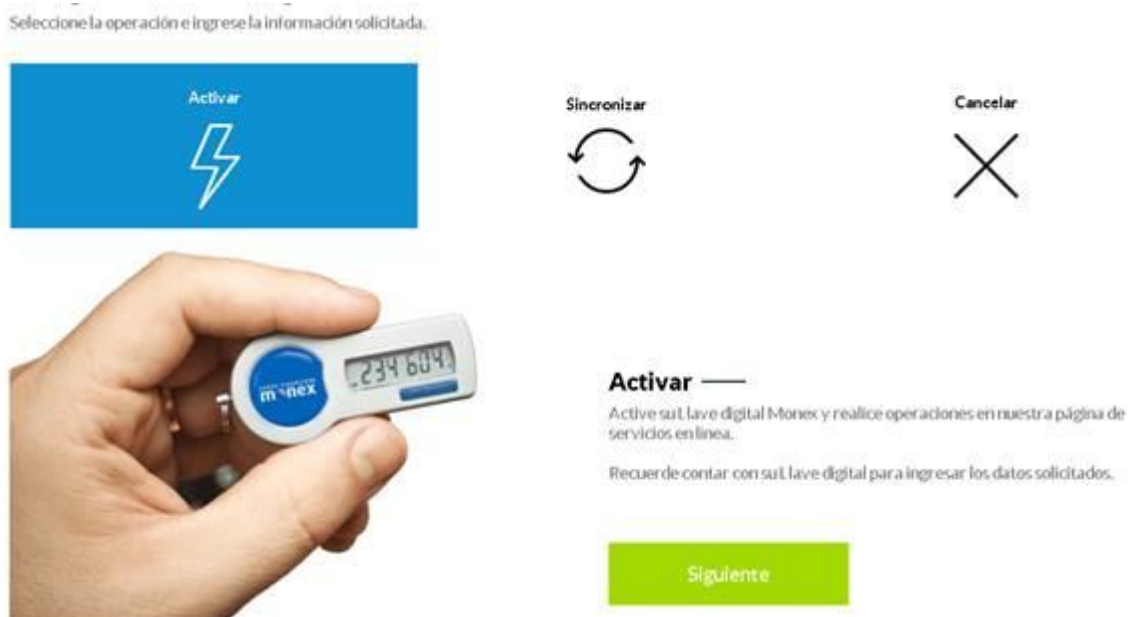 Seleccione la operación e ingrese la información solicitada.
Activar
Sincronizar
Cancelar
monex
234 604
Activar
Active su Llave digital Monex y realice operaciones en nuestra página de
servicios en línea.
Recuerde contar con su Llave digital para ingresar los datos solicitados.
Siguiente